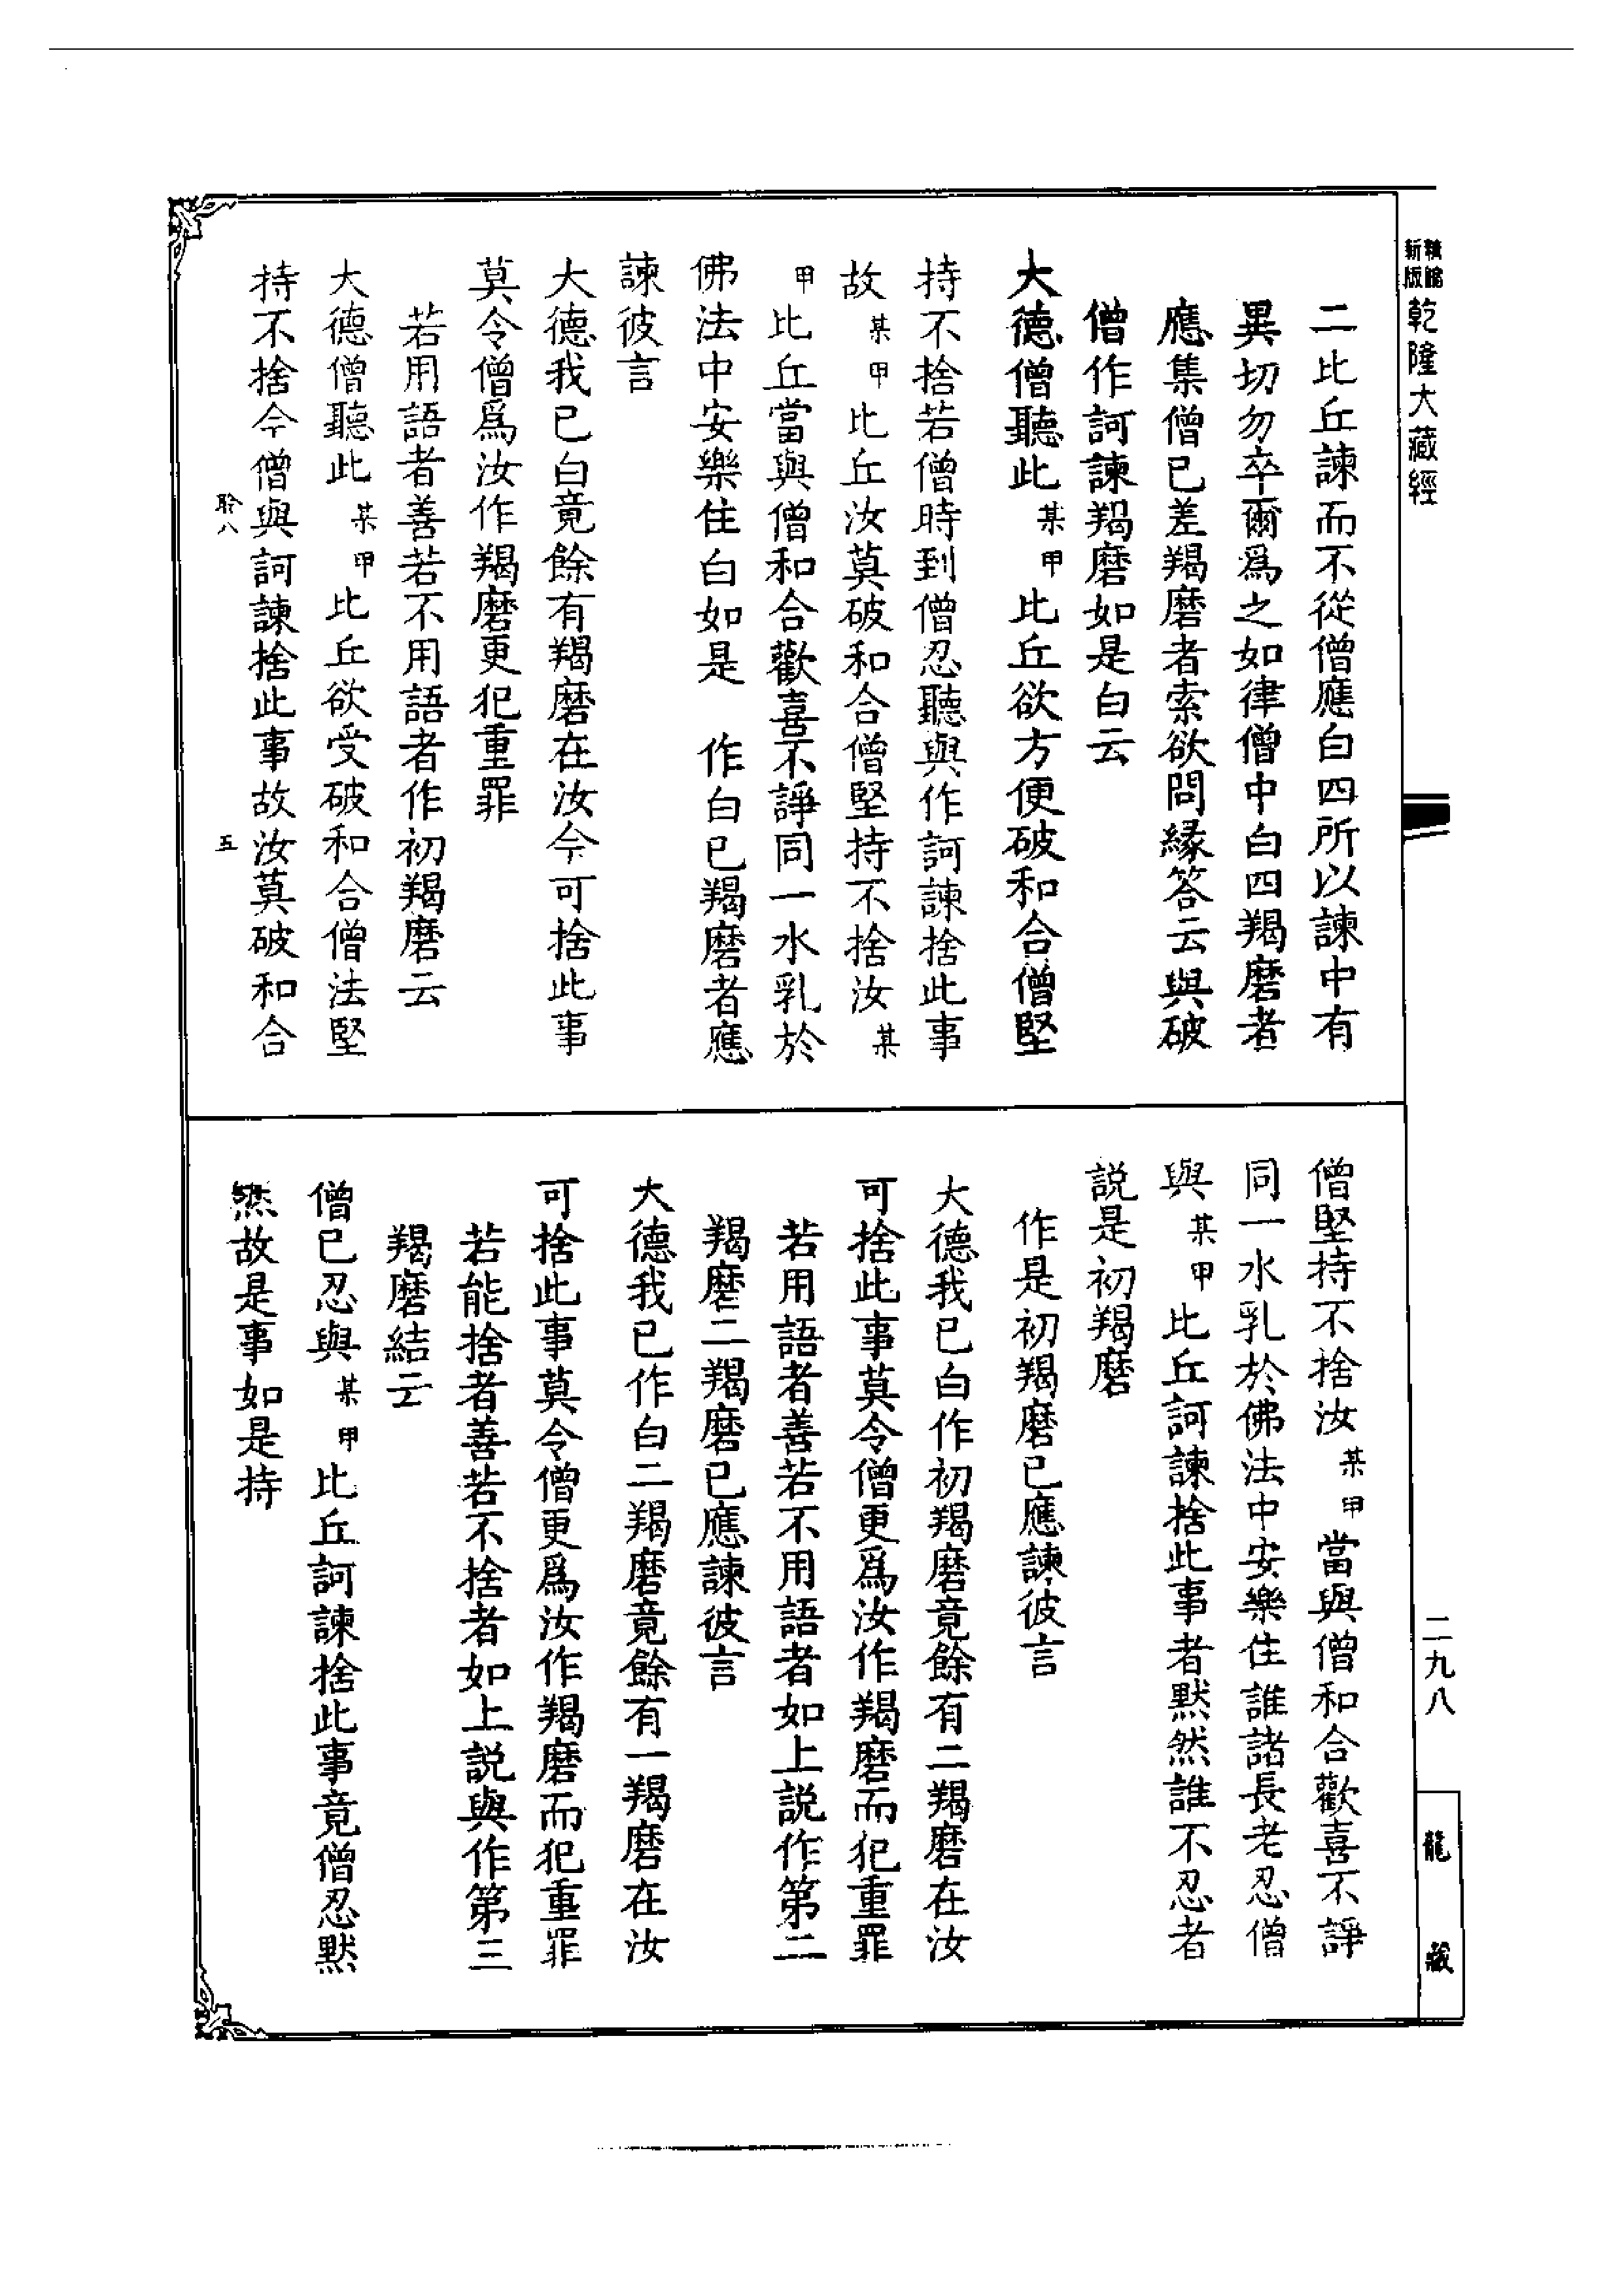 精縮新版乾隆大藏經
二比丘諫而不從僧應白四所以諫中有
異切勿卒爾爲之如律僧中白四羯磨者
應集僧已差羯磨者索欲問緣答云與破
僧作訶諫羯磨如是白云
大德僧聽此某甲比丘欲方便破和合僧堅
持不捨若僧時到僧忍聽與作訶諫捨此事
故某甲比丘汝莫破和合僧堅持不捨汝某
甲比丘當與僧和合歡喜不諍同一水乳於
佛法中安樂住白如是　作白已羯磨者應
諫彼言
大德我已白竟餘有羯磨在汝今可捨此事
莫令僧爲汝作羯磨更犯重罪
若用語者善若不用語者作初羯磨云
大德僧聽此某甲比丘欲受破和合僧法堅
持不捨今僧與訶諫捨此事故汝莫破和合
聆八　五
僧堅持不捨汝某甲當與僧和合歡喜不諍
同一水乳於佛法中安樂住誰諸長老忍僧
與某甲比丘訶諫捨此事者默然誰不忍者
説是初羯磨
作是初羯磨已應諫彼言
大德我已白作初羯磨竟餘有二羯磨在汝
可捨此事莫令僧更爲汝作羯磨而犯重罪
若用語者善若不用語者如上説作第二
羯磨二羯磨已應諫彼言
大德我已作白二羯磨竟餘有一羯磨在汝
可捨此事莫令僧更爲汝作羯磨而犯重罪
若能捨者善若不捨者如上説與作第三
羯磨結云
僧已忍與某甲比丘訶諫捨此事竟僧忍默
然故是事如是持
二九八
龍藏